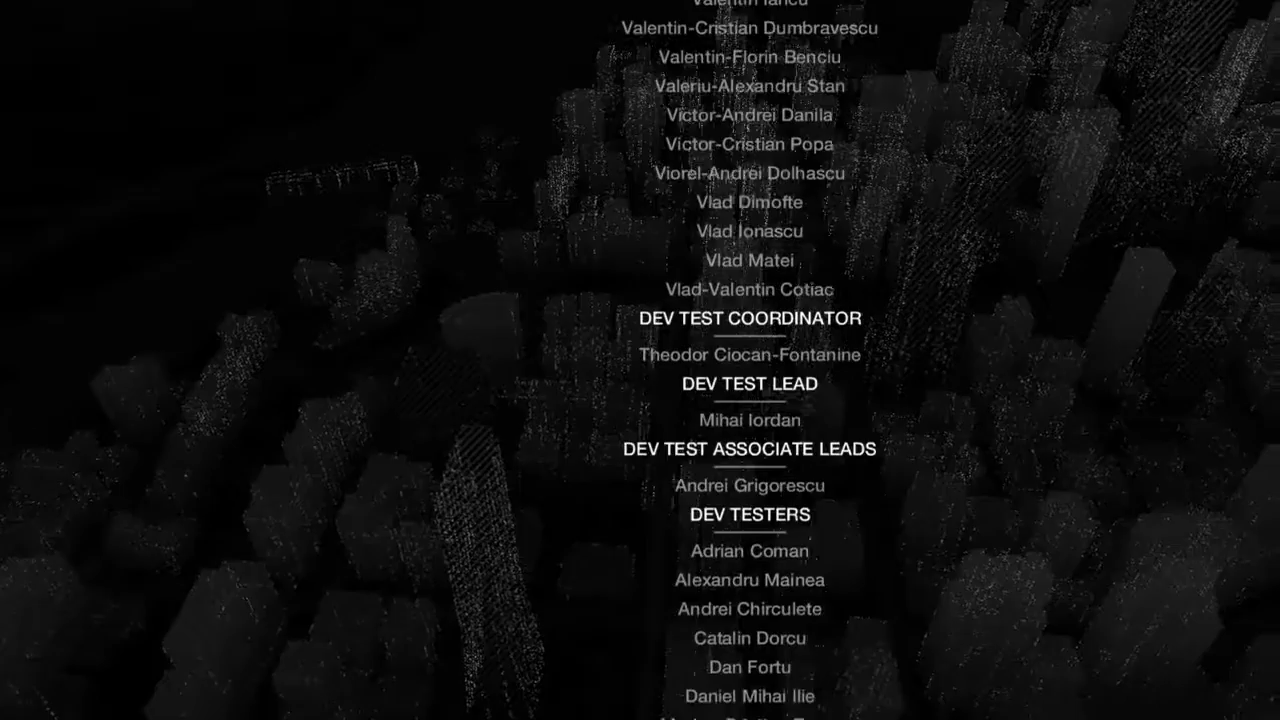 Valentin Iancu
Valentin-Cristian Dumbravescu
Valentin-Florin Benciu
Valeriu-Alexandru Stan
Victor-Andrei Danila
Victor-Cristian Popa
Viorel-Andrei Dolhascu
Vlad Dimofte
Vlad Ionascu
Vlad Matei
Vlad-Valentin Cotiac
DEV TEST COORDINATOR
Theodor Ciocan-Fontanine
DEV TEST LEAD
Mihai Iordan
DEV TEST ASSOCIATE LEADS
Andrei Grigorescu
DEV TESTERS
Adrian Coman
Alexandru Mainea
Andrei Chirculete
Catalin Dorcu
Dan Fortu
Daniel Mihai Ilie